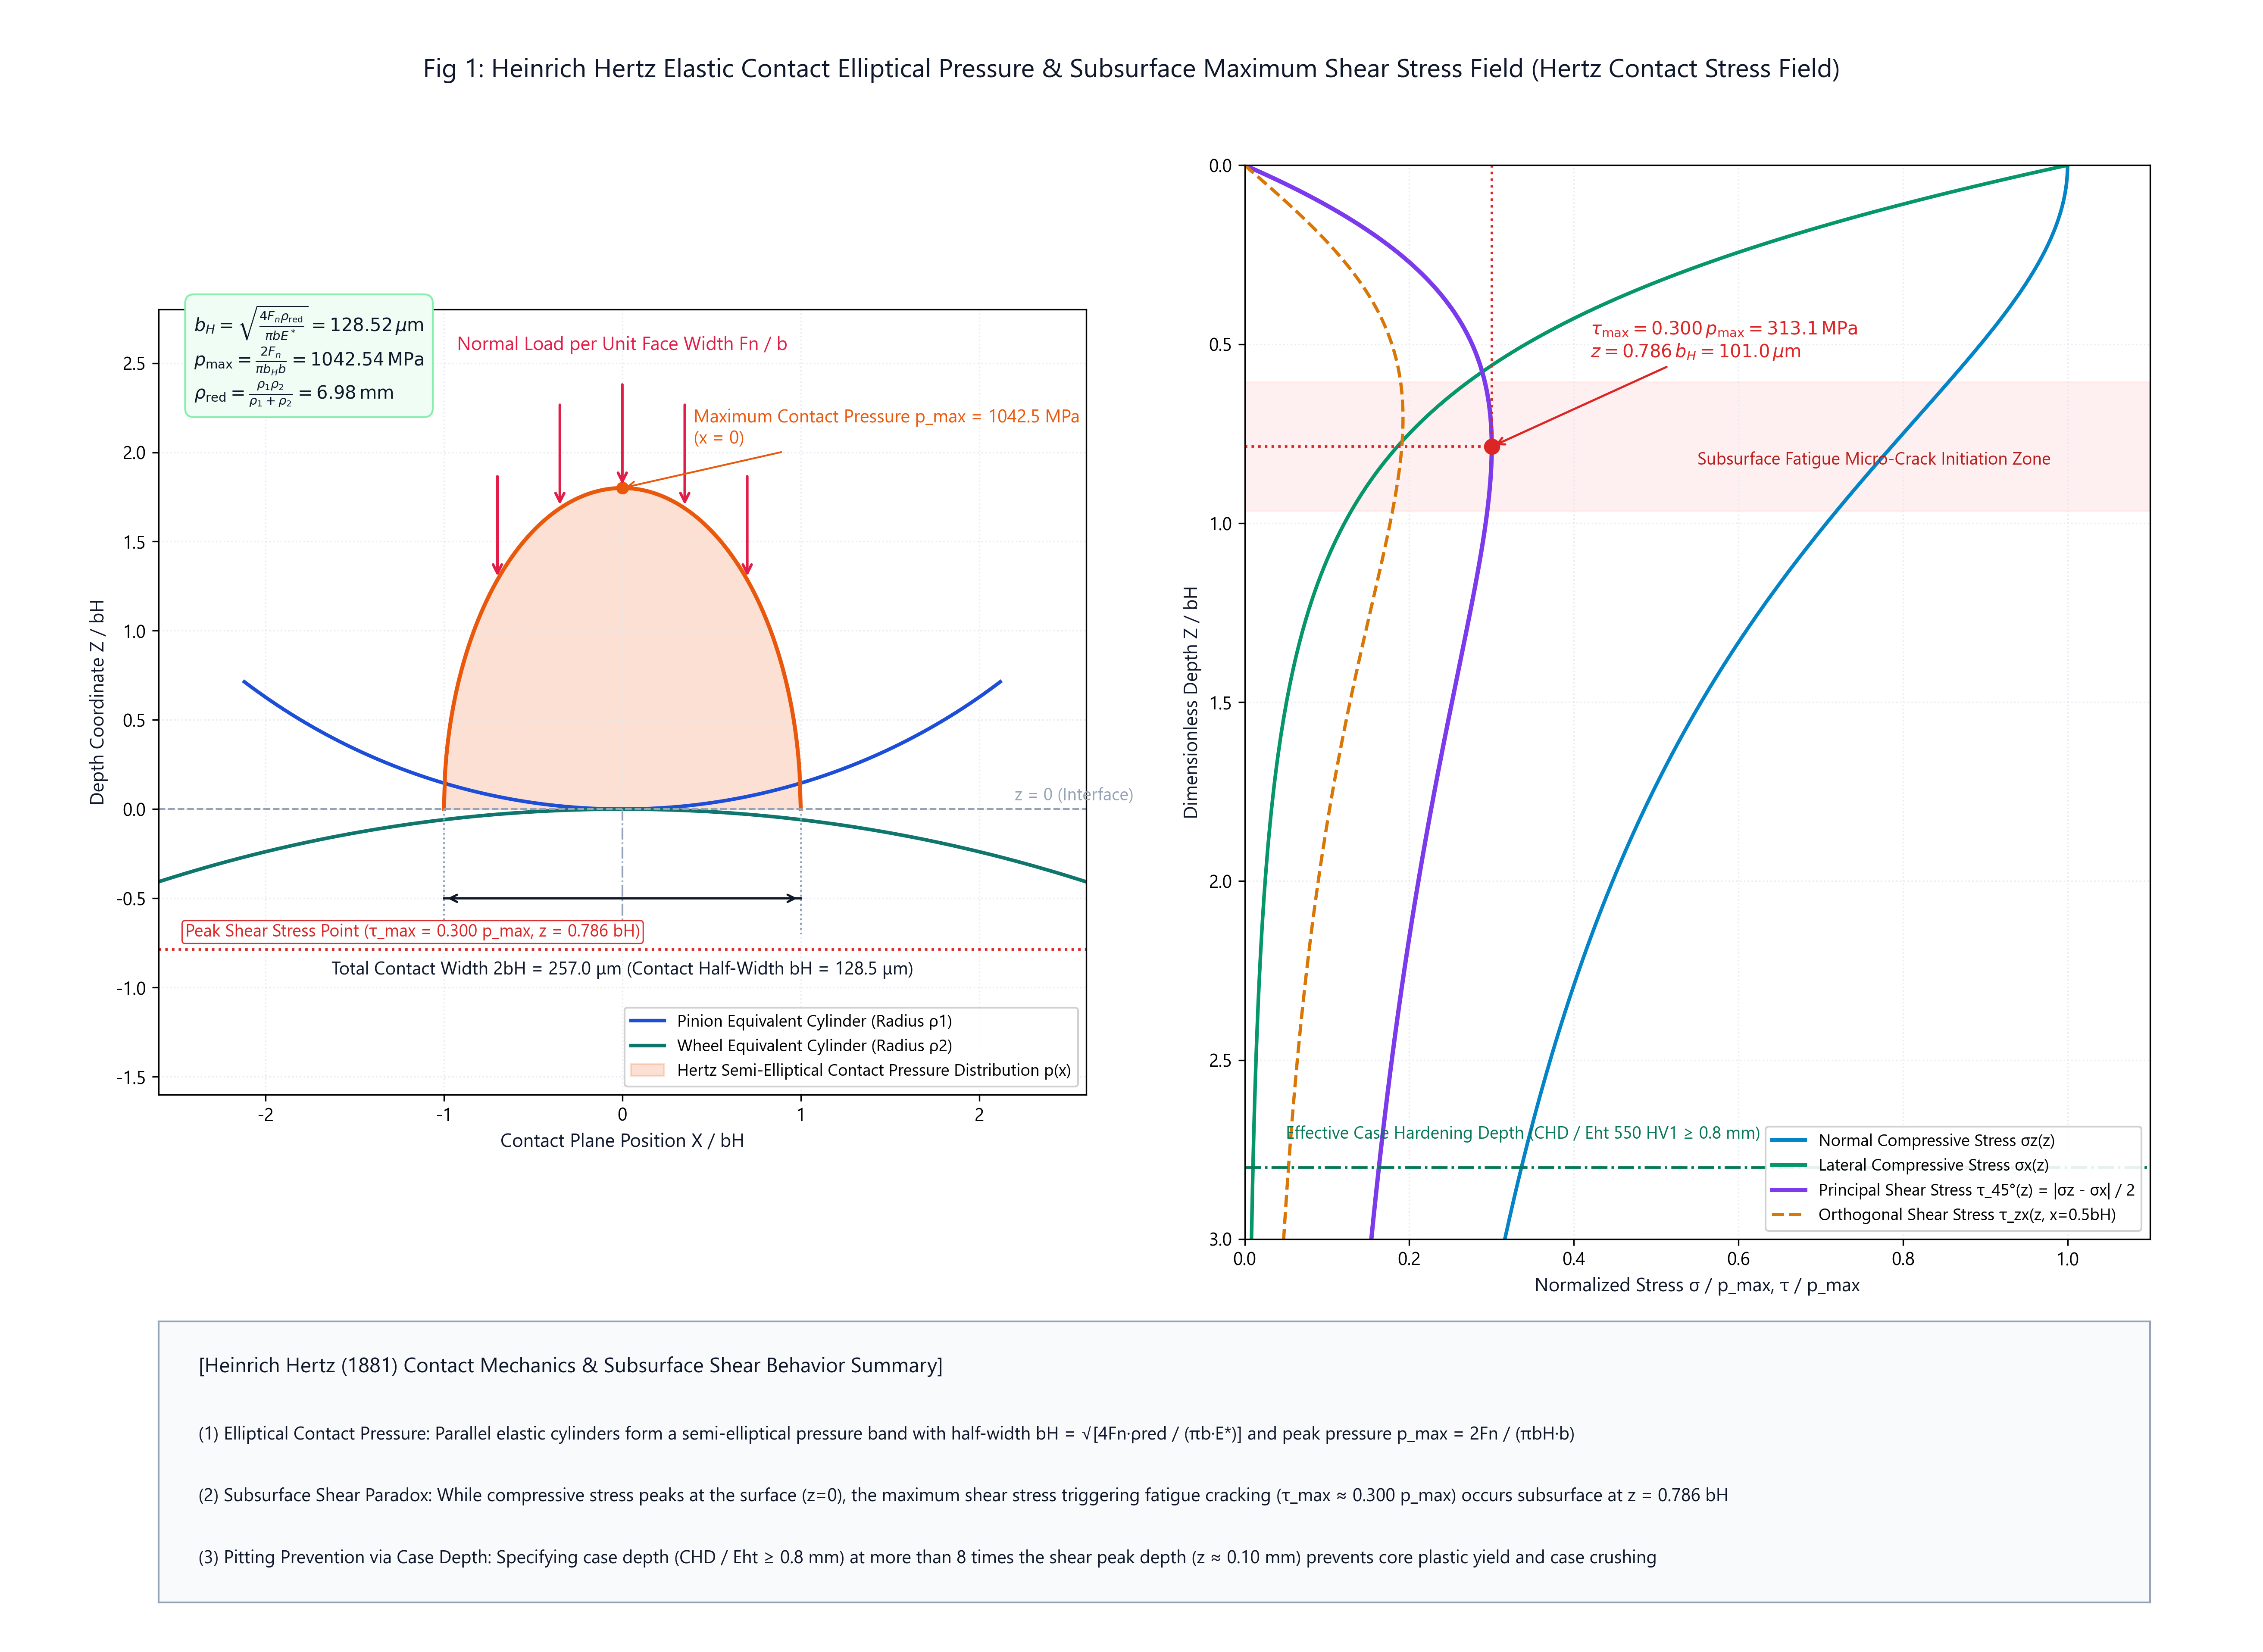 Fig 1: Heinrich Hertz Elastic Contact Elliptical Pressure & Subsurface Maximum Shear Stress Field (Hertz Contact Stress Field)
b_H = √(4F_nρ_red / πbE*) = 128.52 μm
p_max = 2F_n / πb_Hb = 1042.54 MPa
ρ_red = ρ₁ρ₂ / ρ₁ + ρ₂ = 6.98 mm
Normal Load per Unit Face Width Fn / b
Maximum Contact Pressure p_max = 1042.5 MPa
(x = 0)
z = 0 (Interface)
Peak Shear Stress Point (τ_max = 0.300 p_max, z = 0.786 bH)
Total Contact Width 2bH = 257.0 μm (Contact Half-Width bH = 128.5 μm)
Pinion Equivalent Cylinder (Radius ρ1)
Wheel Equivalent Cylinder (Radius ρ2)
Hertz Semi-Elliptical Contact Pressure Distribution p(x)
Depth Coordinate Z / bH
2.5
2.0
1.5
1.0
0.5
0.0
-0.5
-1.0
-1.5
-2
-1
0
1
2
Contact Plane Position X / bH
τ_max = 0.300 p_max = 313.1 MPa
z = 0.786 b_H = 101.0 μm
Subsurface Fatigue Micro-Crack Initiation Zone
Effective Case Hardening Depth (CHD / Eht 550 HV1 ≥ 0.8 mm)
Normal Compressive Stress σz(z)
Lateral Compressive Stress σx(z)
Principal Shear Stress τ_45°(z) = |σz - σx| / 2
Orthogonal Shear Stress τ_zx(z, x=0.5bH)
Dimensionless Depth Z / bH
0.0
0.5
1.0
1.5
2.0
2.5
3.0
0.0
0.2
0.4
0.6
0.8
1.0
Normalized Stress σ / p_max, τ / p_max
[Heinrich Hertz (1881) Contact Mechanics & Subsurface Shear Behavior Summary]
(1) Elliptical Contact Pressure: Parallel elastic cylinders form a semi-elliptical pressure band with half-width bH = √[4Fn·ρred / (πb·E*)] and peak pressure p_max = 2Fn / (πbH·b)
(2) Subsurface Shear Paradox: While compressive stress peaks at the surface (z=0), the maximum shear stress triggering fatigue cracking (τ_max ≈ 0.300 p_max) occurs subsurface at z = 0.786 bH
(3) Pitting Prevention via Case Depth: Specifying case depth (CHD / Eht ≥ 0.8 mm) at more than 8 times the shear peak depth (z ≈ 0.10 mm) prevents core plastic yield and case crushing